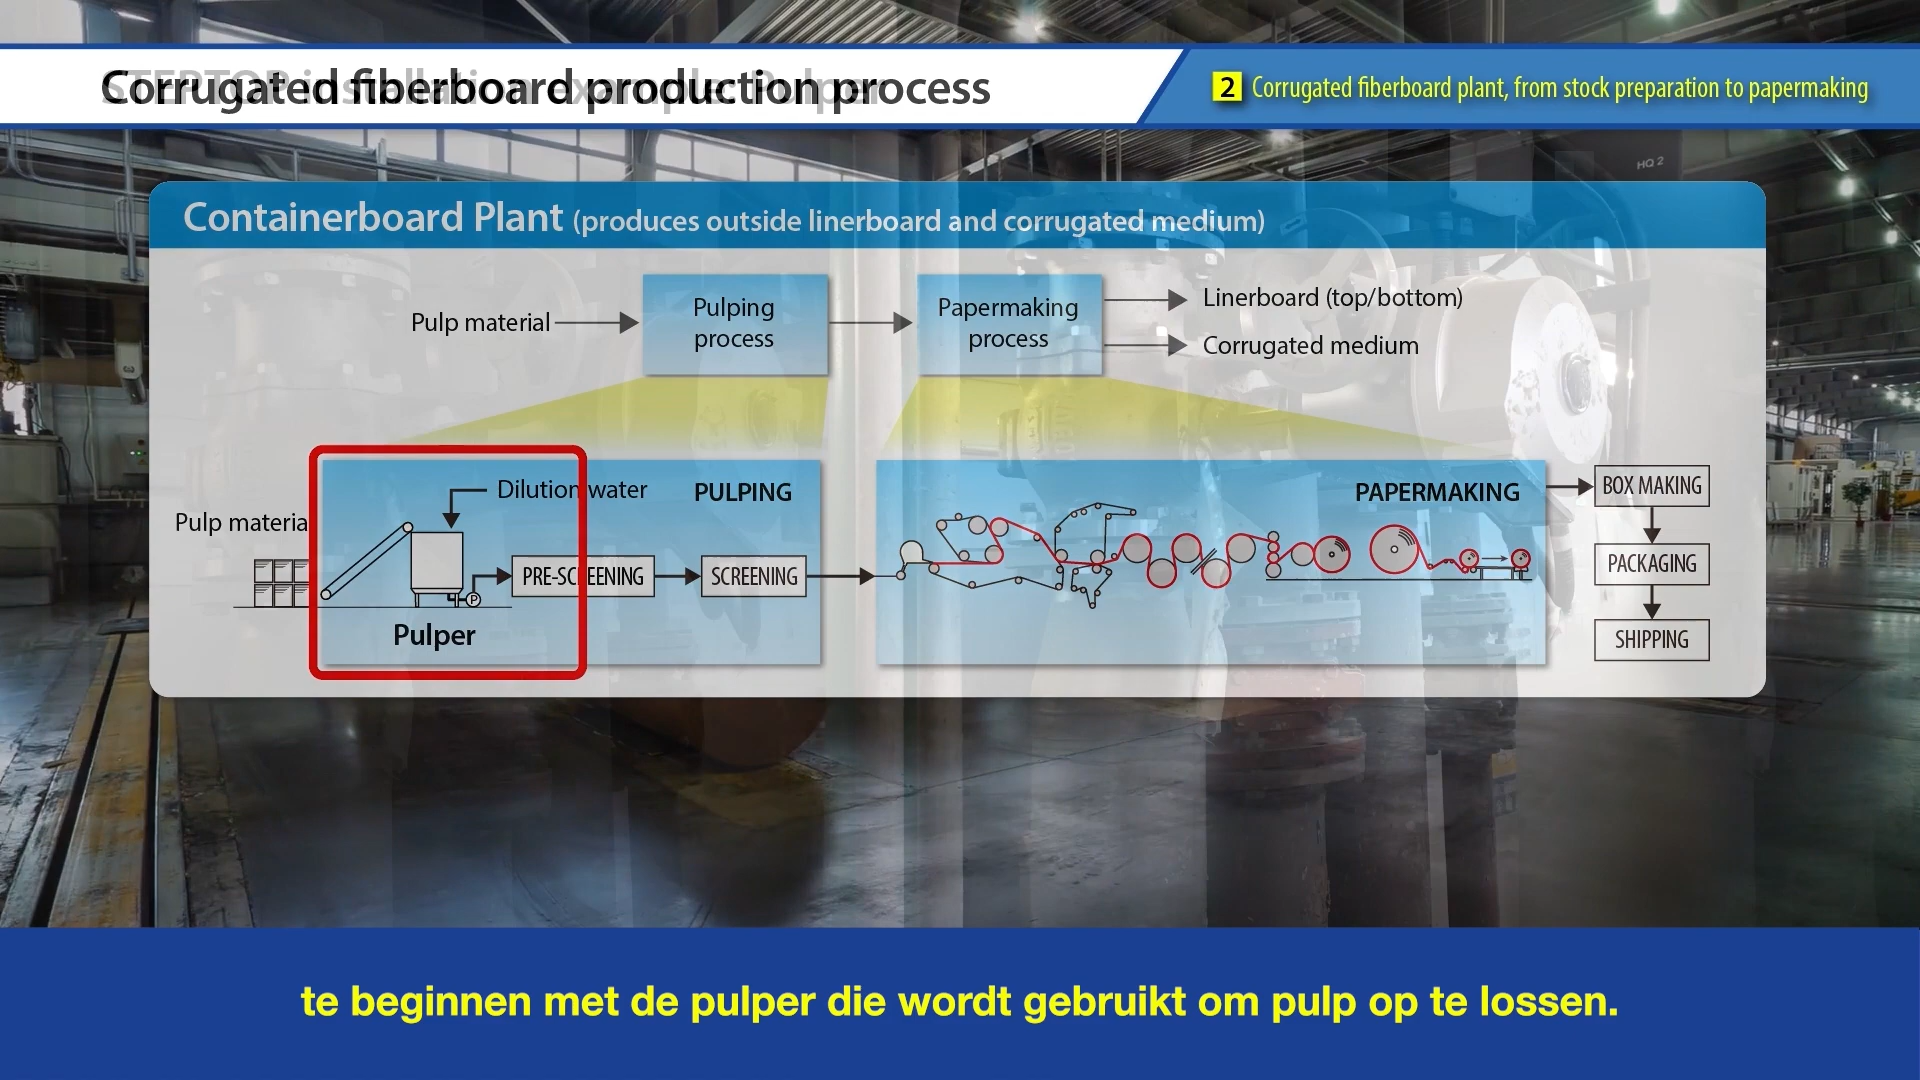 Corrugated fiberboard production process
2 Corrugated fiberboard plant, from stock preparation to papermaking
HQ 2
Containerboard Plant (produces outside linerboard and corrugated medium)
Pulp material
Pulping
process
Papermaking
process
Linerboard (top/bottom)
Corrugated medium
Pulp materia
Dilution water
PULPING
P
PRE-SCREENING
SCREENING
Pulper
PAPERMAKING
BOX MAKING
PACKAGING
SHIPPING
te beginnen met de pulper die wordt gebruikt om pulp op te lossen.